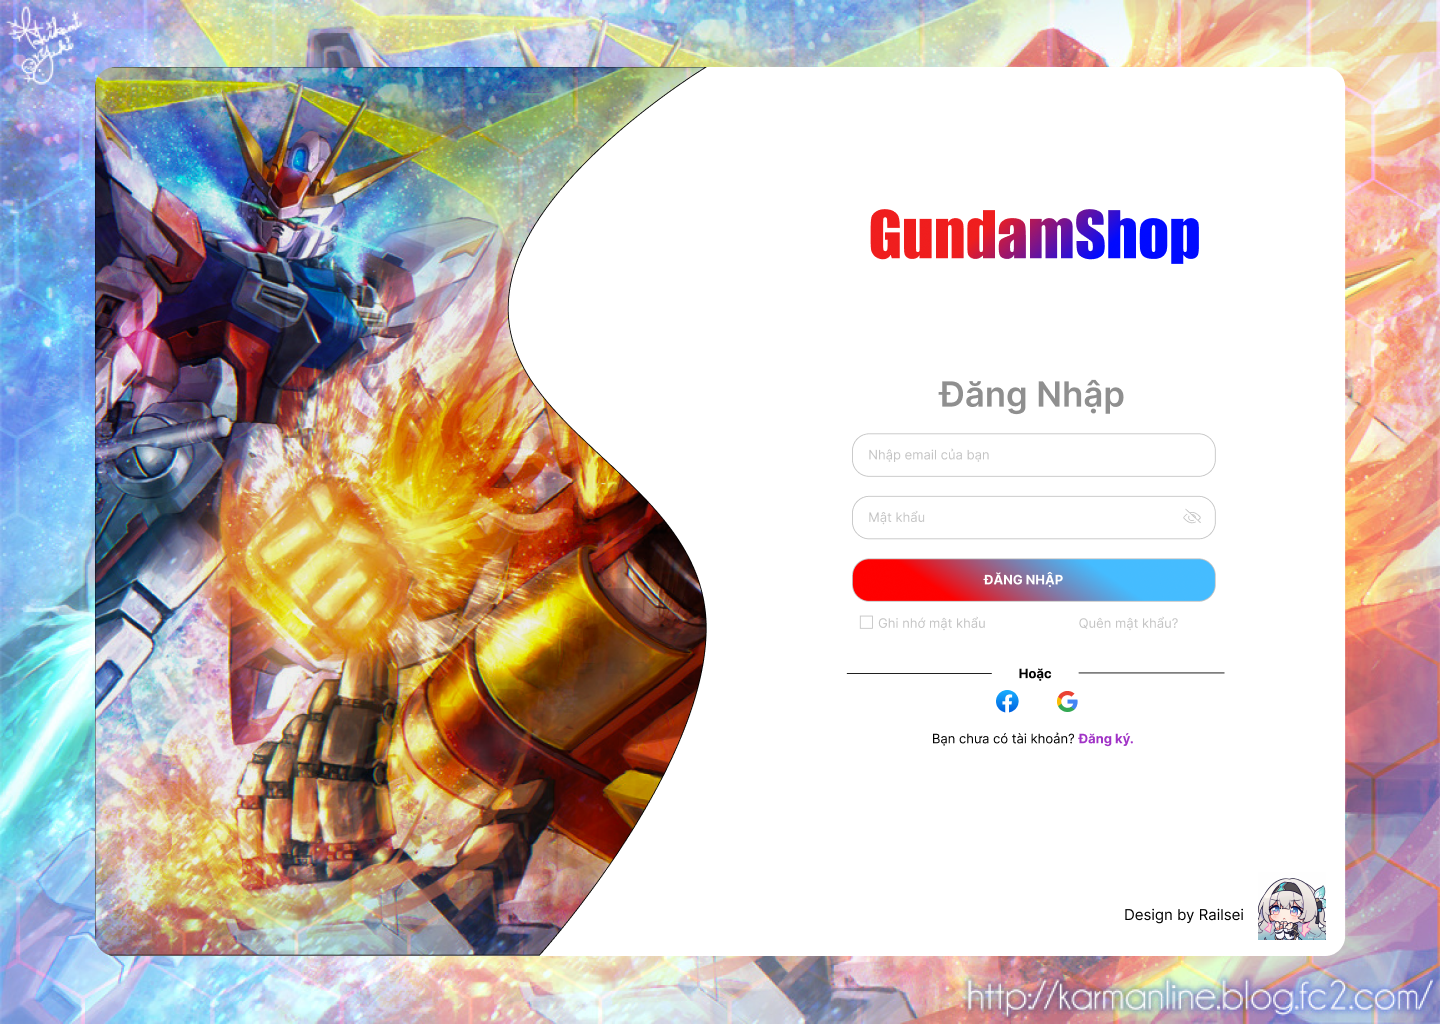 GundamShop
Đăng Nhập
Nhập email của bạn
Mật khẩu
ĐĂNG NHẬP
Ghi nhớ mật khẩu
Quên mật khẩu?
Hoặc
Bạn chưa có tài khoản? Đăng ký.
Design by Railsei
http://karmanline.blog.fc2.com/